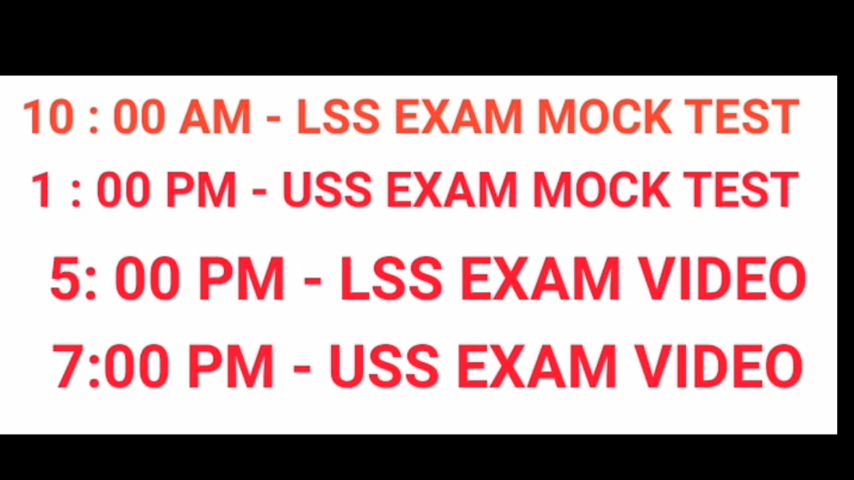 10 : 00 AM - LSS EXAM MOCK TEST
1 : 00 PM - USS EXAM MOCK TEST
5: 00 PM - LSS EXAM VIDEO
7:00 PM - USS EXAM VIDEO